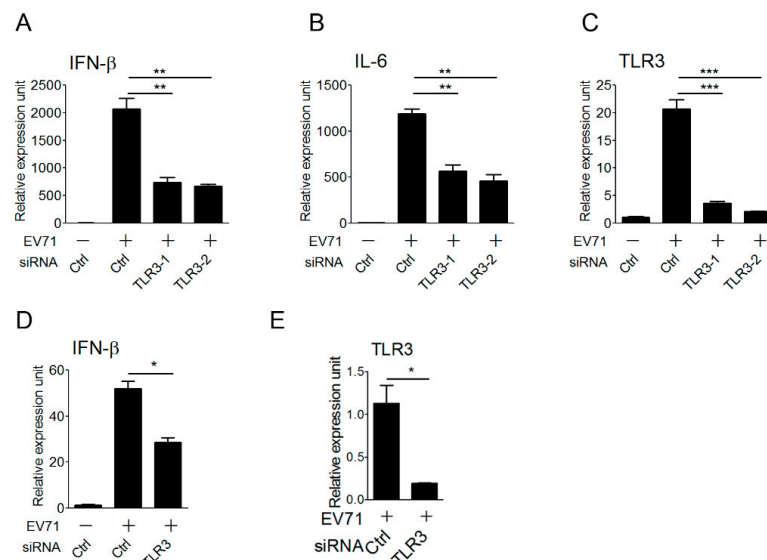 A
IFN-β
Relative expression unit
2500
2000
1500
1000
500
0
**
**
EV71 — + + +
siRNA Ctrl Ctrl TLR3-1 TLR3-2
B
IL-6
Relative expression unit
1000
500
0
**
**
EV71 — + + +
siRNA Ctrl Ctrl TLR3-1 TLR3-2
C
TLR3
Relative expression unit
25
20
15
10
5
0
***
***
EV71 — + + +
siRNA Ctrl Ctrl TLR3-1 TLR3-2
D
IFN-β
Relative expression unit
60
40
20
0
*
EV71 — + +
siRNA Ctrl Ctrl TLR3
E
TLR3
Relative expression unit
1.5
1.0
0.5
0.0
*
EV71 + +
siRNA Ctrl TLR3